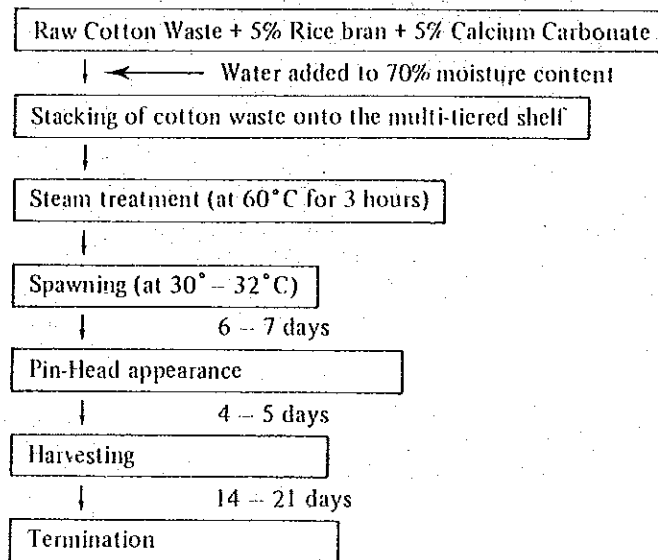 Raw Cotton Waste + 5% Rice bran + 5% Calcium Carbonate
Water added to 70% moisture content
Stacking of cotton waste onto the multi-tiered shelf
Steam treatment (at 60°C for 3 hours)
Spawning (at 30° – 32°C)
6 – 7 days
Pin-Head appearance
4 – 5 days
Harvesting
14 – 21 days
Termination